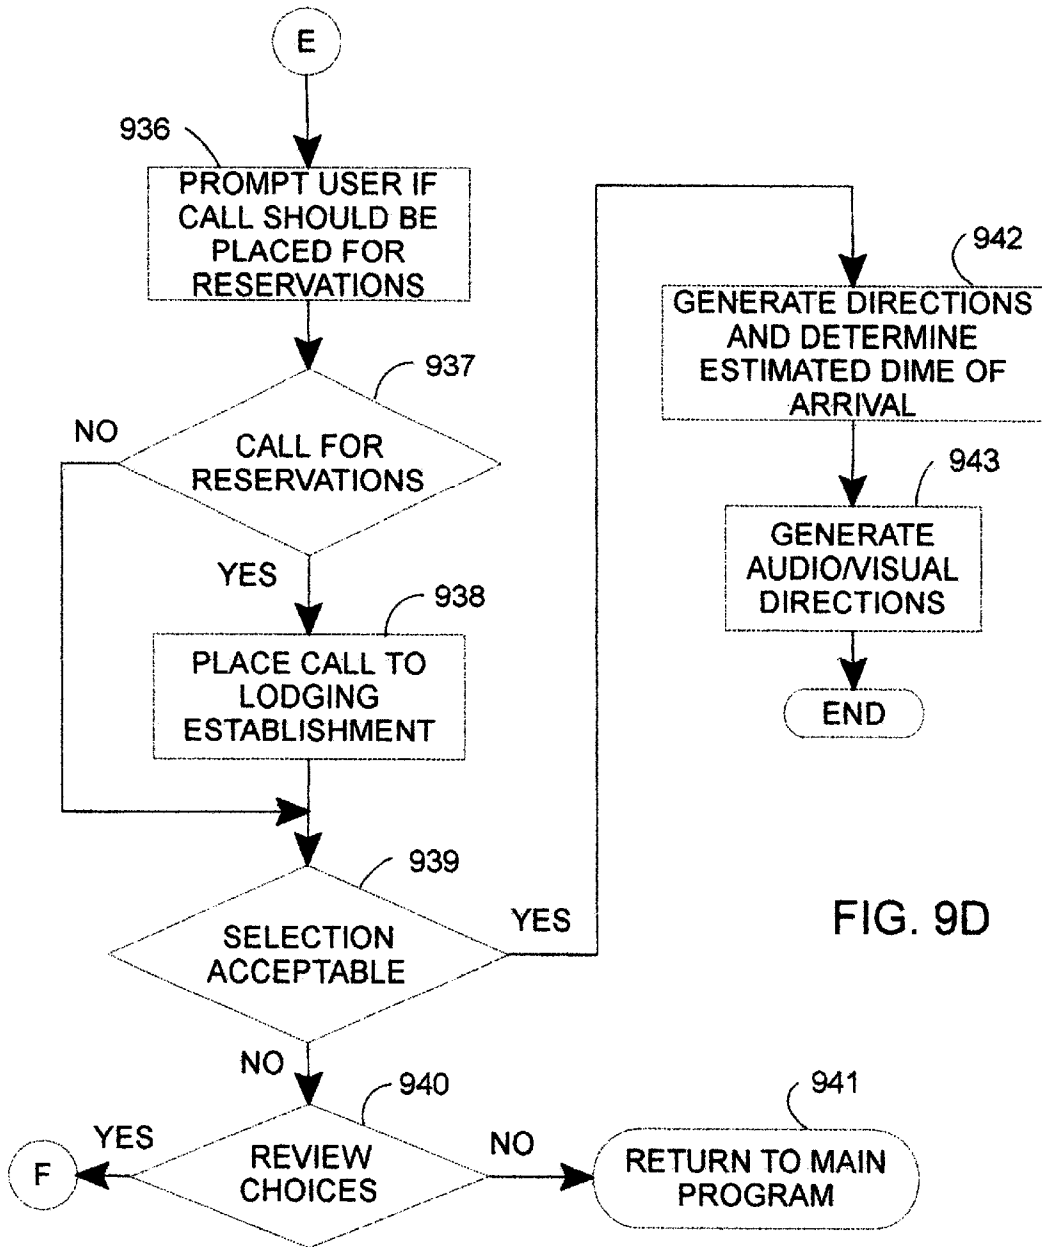 E
936
PROMPT USER IF
CALL SHOULD BE
PLACED FOR
RESERVATIONS
937
NO
CALL FOR
RESERVATIONS
YES
938
PLACE CALL TO
LODGING
ESTABLISHMENT
939
SELECTION
ACCEPTABLE
YES
NO
940
YES
REVIEW
CHOICES
F
NO
941
RETURN TO MAIN
PROGRAM
942
GENERATE DIRECTIONS
AND DETERMINE
ESTIMATED DIME OF
ARRIVAL
943
GENERATE
AUDIO/VISUAL
DIRECTIONS
END
FIG. 9D